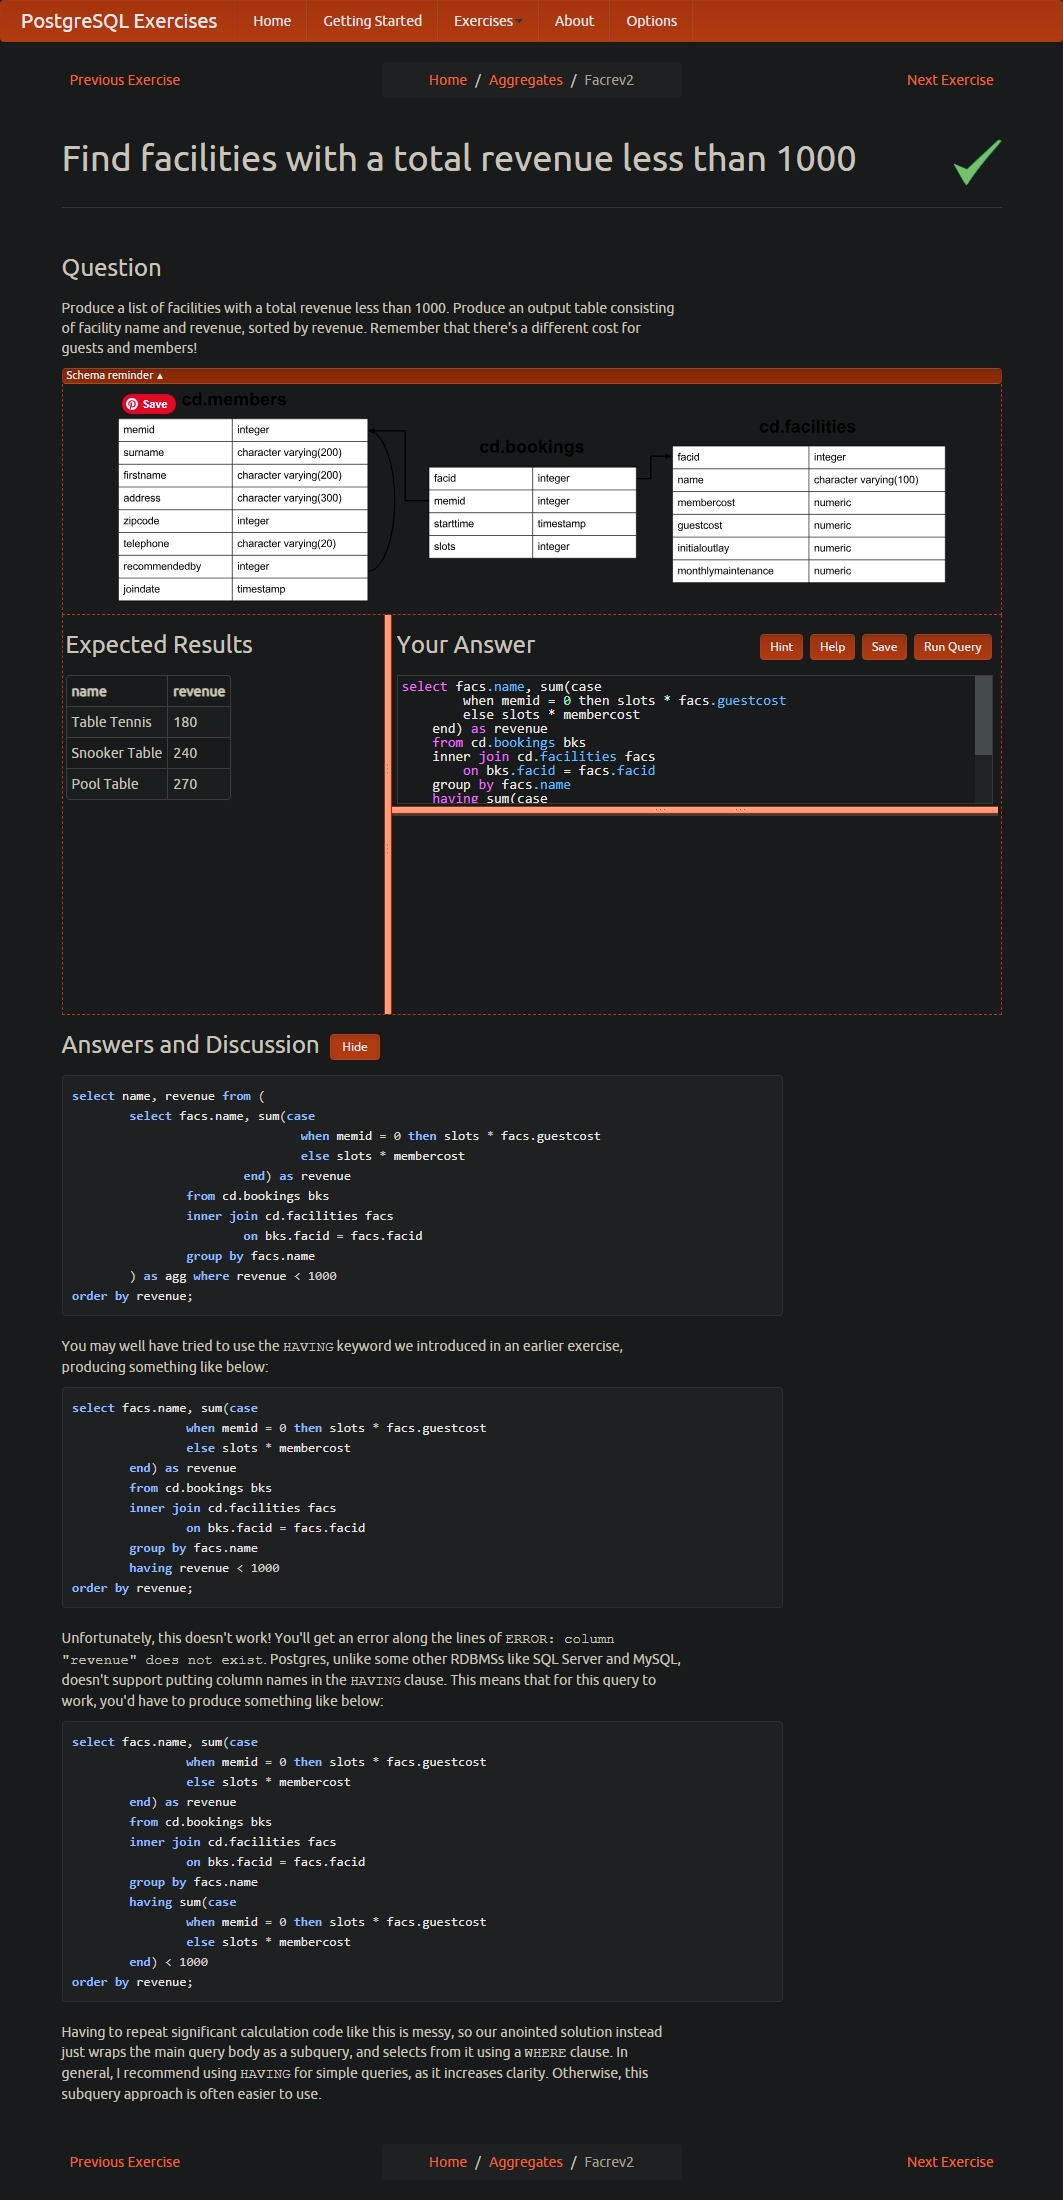 PostgreSQL Exercises Home Getting Started Exercises About Options
Previous Exercise Home / Aggregates / Facrev2 Next Exercise
Find facilities with a total revenue less than 1000
Question
Produce a list of facilities with a total revenue less than 1000. Produce an output table consisting
of facility name and revenue, sorted by revenue. Remember that there's a different cost for
guests and members!
Schema reminder ▴
Save
cd.members
memid integer
surname character varying(200)
firstname character varying(200)
address character varying(300)
zipcode integer
telephone character varying(20)
recommendedby integer
joindate timestamp
cd.bookings
facid integer
memid integer
starttime timestamp
slots integer
cd.facilities
facid integer
name character varying(100)
membercost numeric
guestcost numeric
initialoutlay numeric
monthlymaintenance numeric
Expected Results
name revenue
Table Tennis 180
Snooker Table 240
Pool Table 270
Your Answer Hint Help Save Run Query
select facs.name, sum(case
when memid = 0 then slots * facs.guestcost
else slots * membercost
end) as revenue
from cd.bookings bks
inner join cd.facilities facs
on bks.facid = facs.facid
group by facs.name
having sum(case
Answers and Discussion Hide
select name, revenue from (
select facs.name, sum(case
when memid = 0 then slots * facs.guestcost
else slots * membercost
end) as revenue
from cd.bookings bks
inner join cd.facilities facs
on bks.facid = facs.facid
group by facs.name
) as agg where revenue < 1000
order by revenue;
You may well have tried to use the HAVING keyword we introduced in an earlier exercise,
producing something like below:
select facs.name, sum(case
when memid = 0 then slots * facs.guestcost
else slots * membercost
end) as revenue
from cd.bookings bks
inner join cd.facilities facs
on bks.facid = facs.facid
group by facs.name
having revenue < 1000
order by revenue;
Unfortunately, this doesn't work! You'll get an error along the lines of ERROR: column
"revenue" does not exist. Postgres, unlike some other RDBMSs like SQL Server and MySQL,
doesn't support putting column names in the HAVING clause. This means that for this query to
work, you'd have to produce something like below:
select facs.name, sum(case
when memid = 0 then slots * facs.guestcost
else slots * membercost
end) as revenue
from cd.bookings bks
inner join cd.facilities facs
on bks.facid = facs.facid
group by facs.name
having sum(case
when memid = 0 then slots * facs.guestcost
else slots * membercost
end) < 1000
order by revenue;
Having to repeat significant calculation code like this is messy, so our anointed solution instead
just wraps the main query body as a subquery, and selects from it using a WHERE clause. In
general, I recommend using HAVING for simple queries, as it increases clarity. Otherwise, this
subquery approach is often easier to use.
Previous Exercise Home / Aggregates / Facrev2 Next Exercise